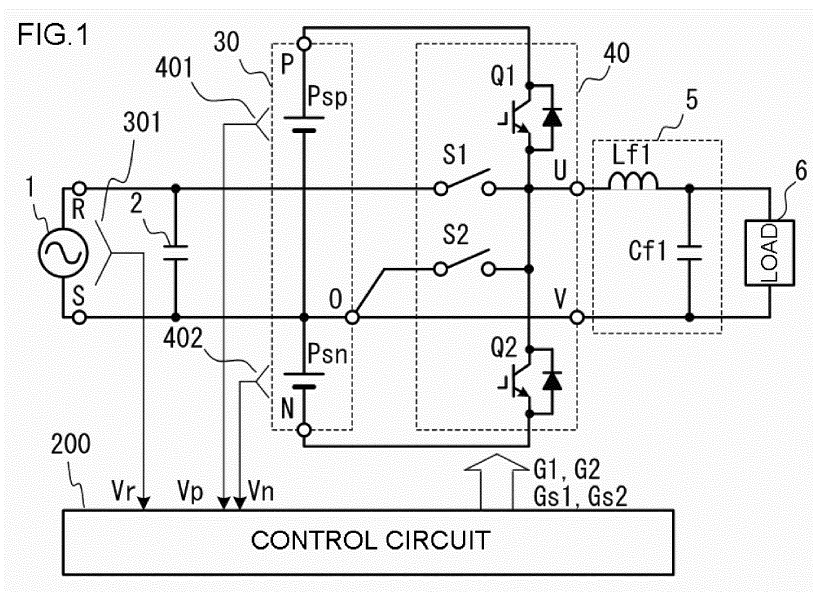 FIG.1
30
P
401
Psp
Q1
40
301
5
S1
U
Lf1
6
1
R
2
S2
Cf1
LOAD
S
O
V
402
Psn
Q2
N
200
Vr
Vp
Vn
G1, G2
Gs1, Gs2
CONTROL CIRCUIT